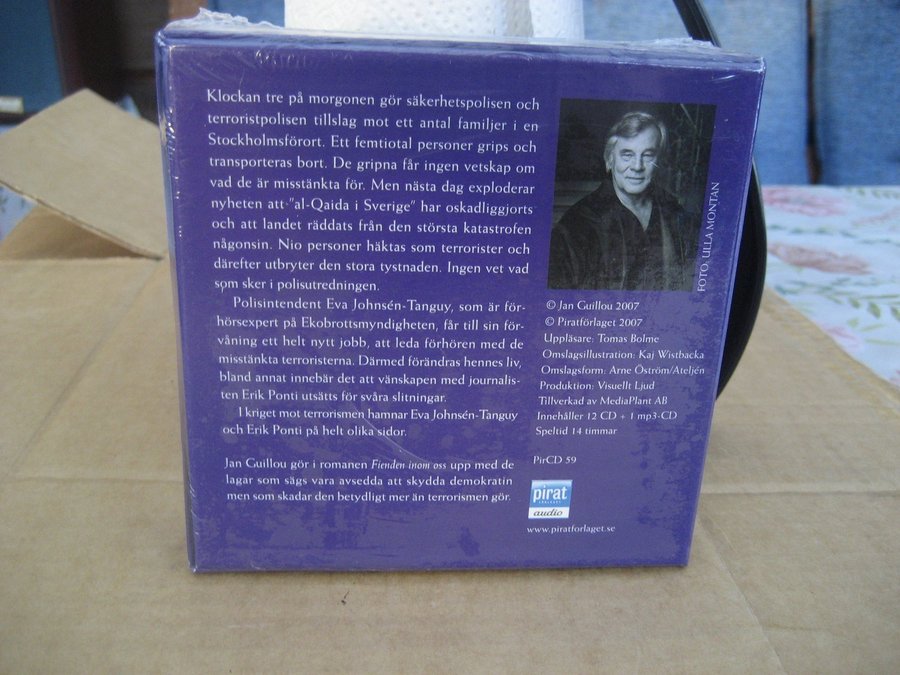 Klockan tre på morgonen gör säkerhetspolisen och
terroristpolisen tillslag mot ett antal familjer i en
Stockholmsförort. Ett femtiotal personer grips och
transporteras bort. De gripna får ingen vetskap om
vad de är misstänkta för. Men nästa dag exploderar
nyheten att "al-Qaida i Sverige" har oskadliggjorts
och att landet räddats från den största katastrofen
någonsin. Nio personer häktas som terrorister och
därefter utbryter den stora tystnaden. Ingen vet vad
som sker i polisutredningen.
Polisintendent Eva Johnsén-Tanguy, som är för-
hörsexpert på Ekobrottsmyndigheten, får till sin för-
våning ett helt nytt jobb, att leda förhören med de
misstänkta terroristerna. Därmed förändras hennes liv,
bland annat innebär det att vänskapen med journalis-
ten Erik Ponti utsätts för svåra slitningar.
I kriget mot terrorismen hamnar Eva Johnsén-Tanguy
och Erik Ponti på helt olika sidor.
Jan Guillou gör i romanen Fienden inom oss upp med de
lagar som sägs vara avsedda att skydda demokratin
men som skadar den betydligt mer än terrorismen gör.
FOTO: ULLA MONTAN
© Jan Guillou 2007
© Piratförlaget 2007
Uppläsare: Tomas Bolme
Omslagsillustration: Kaj Wistbacka
Omslagsform: Arne Öström/Ateljén
Produktion: Visuellt Ljud
Tillverkad av MediaPlant AB
Innehåller 12 CD + 1 mp3-CD
Speltid 14 timmar
PirCD 59
pirat
FÖRLAGET
audio
www.piratforlaget.se